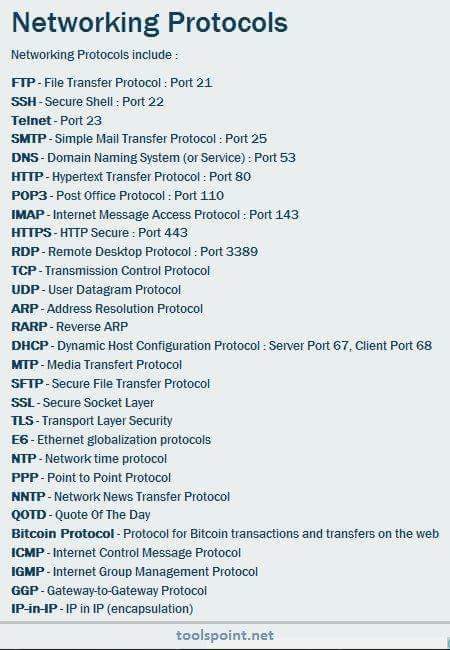 Networking Protocols
Networking Protocols include :
FTP - File Transfer Protocol : Port 21
SSH - Secure Shell : Port 22
Telnet - Port 23
SMTP - Simple Mail Transfer Protocol : Port 25
DNS - Domain Naming System (or Service) : Port 53
HTTP - Hypertext Transfer Protocol : Port 80
POP3 - Post Office Protocol : Port 110
IMAP - Internet Message Access Protocol : Port 143
HTTPS - HTTP Secure : Port 443
RDP - Remote Desktop Protocol : Port 3389
TCP - Transmission Control Protocol
UDP - User Datagram Protocol
ARP - Address Resolution Protocol
RARP - Reverse ARP
DHCP - Dynamic Host Configuration Protocol : Server Port 67, Client Port 68
MTP - Media Transfert Protocol
SFTP - Secure File Transfer Protocol
SSL - Secure Socket Layer
TLS - Transport Layer Security
E6 - Ethernet globalization protocols
NTP - Network time protocol
PPP - Point to Point Protocol
NNTP - Network News Transfer Protocol
QOTD - Quote Of The Day
Bitcoin Protocol - Protocol for Bitcoin transactions and transfers on the web
ICMP - Internet Control Message Protocol
IGMP - Internet Group Management Protocol
GGP - Gateway-to-Gateway Protocol
IP-in-IP - IP in IP (encapsulation)
toolspoint.net